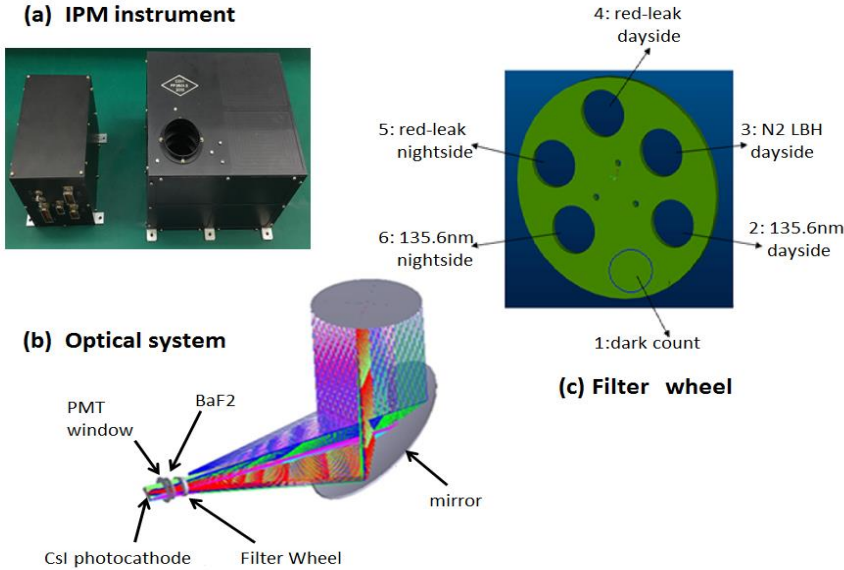 (a) IPM instrument
4: red-leak
dayside
5: red-leak
nightside
3: N2 LBH
dayside
6: 135.6nm
nightside
2: 135.6nm
dayside
1:dark count
(c) Filter wheel
(b) Optical system
PMT
window
BaF2
mirror
CsI photocathode
Filter Wheel